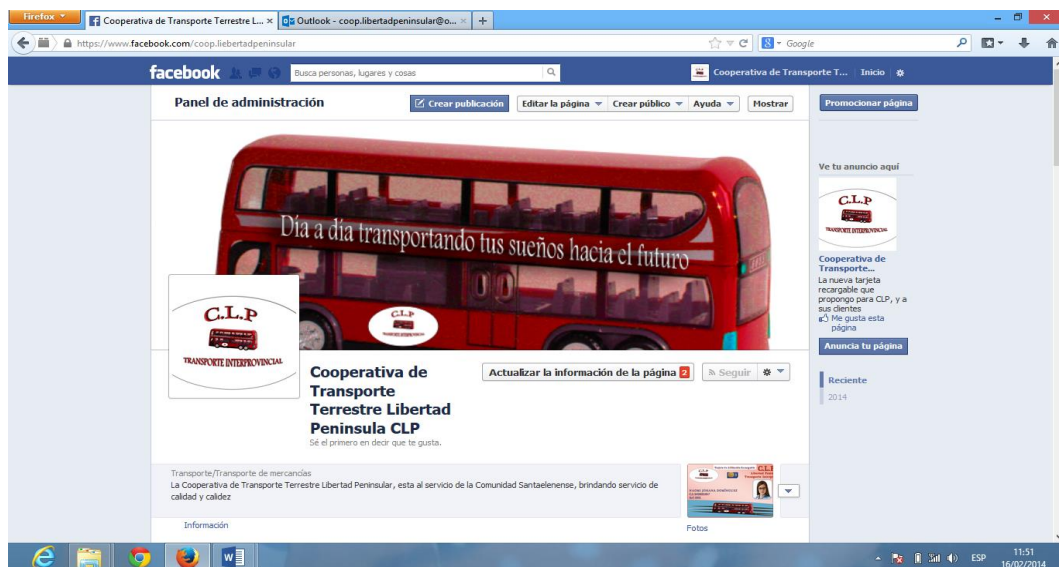 Firefox
Cooperativa de Transporte Terrestre L...
Outlook - coop.libertadpeninsular@o...
https://www.facebook.com/coop.liebertadpeninsular
Google
facebook
Busca personas, lugares y cosas
Cooperativa de Transporte T...
Inicio
Panel de administración
Crear publicación
Editar la página
Crear público
Ayuda
Mostrar
Promocionar página
Día a día transportando tus sueños hacia el futuro
C.L.P
C.L.P
TRANSPORTE INTERPROVINCIAL
Ve tu anuncio aquí
C.L.P
TRANSPORTE INTERPROVINCIAL
Cooperativa de
Transporte...
La nueva tarjeta
recargable que
propongo para CLP, y a
sus clientes
Me gusta esta
página
Anuncia tu página
Reciente
2014
Cooperativa de
Transporte
Terrestre Libertad
Peninsula CLP
Sé el primero en decir que te gusta.
Actualizar la información de la página 2
Seguir
Transporte/Transporte de mercancías
La Cooperativa de Transporte Terrestre Libertad Peninsular, esta al servicio de la Comunidad Santaelenense, brindando servicio de
calidad y calidez
Información
C.L.P
Fotos
ESP
11:51
16/02/2014